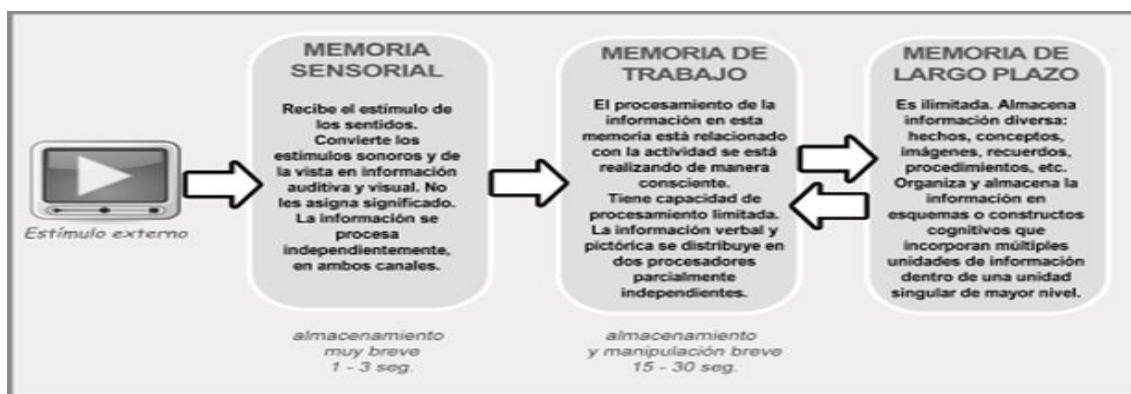 Estímulo externo
MEMORIA
SENSORIAL
Recibe el estímulo de
los sentidos.
Convierte los
estímulos sonoros y de
la vista en información
auditiva y visual. No
les asigna significado.
La información se
procesa
independientemente,
en ambos canales.
almacenamiento
muy breve
1 - 3 seg.
MEMORIA DE
TRABAJO
El procesamiento de la
información en esta
memoria está relacionado
con la actividad se está
realizando de manera
consciente.
Tiene capacidad de
procesamiento limitada.
La información verbal y
pictórica se distribuye en
dos procesadores
parcialmente
independientes.
almacenamiento
y manipulación breve
15 - 30 seg.
MEMORIA DE
LARGO PLAZO
Es ilimitada. Almacena
información diversa:
hechos, conceptos,
imágenes, recuerdos,
procedimientos, etc.
Organiza y almacena la
información en
esquemas o constructos
cognitivos que
incorporan múltiples
unidades de información
dentro de una unidad
singular de mayor nivel.